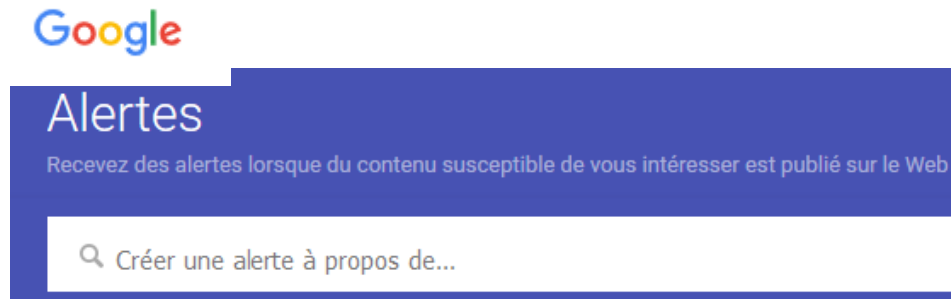 Google
Alertes
Recevez des alertes lorsque du contenu susceptible de vous intéresser est publié sur le Web
Créer une alerte à propos de...